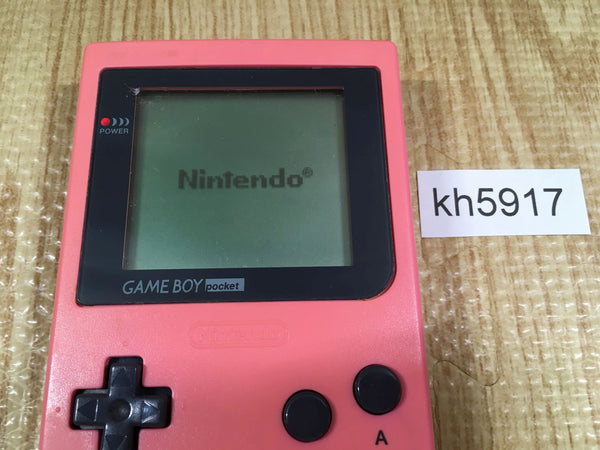 POWER
Nintendo®
kh5917
GAME BOY pocket
Nintendo
A